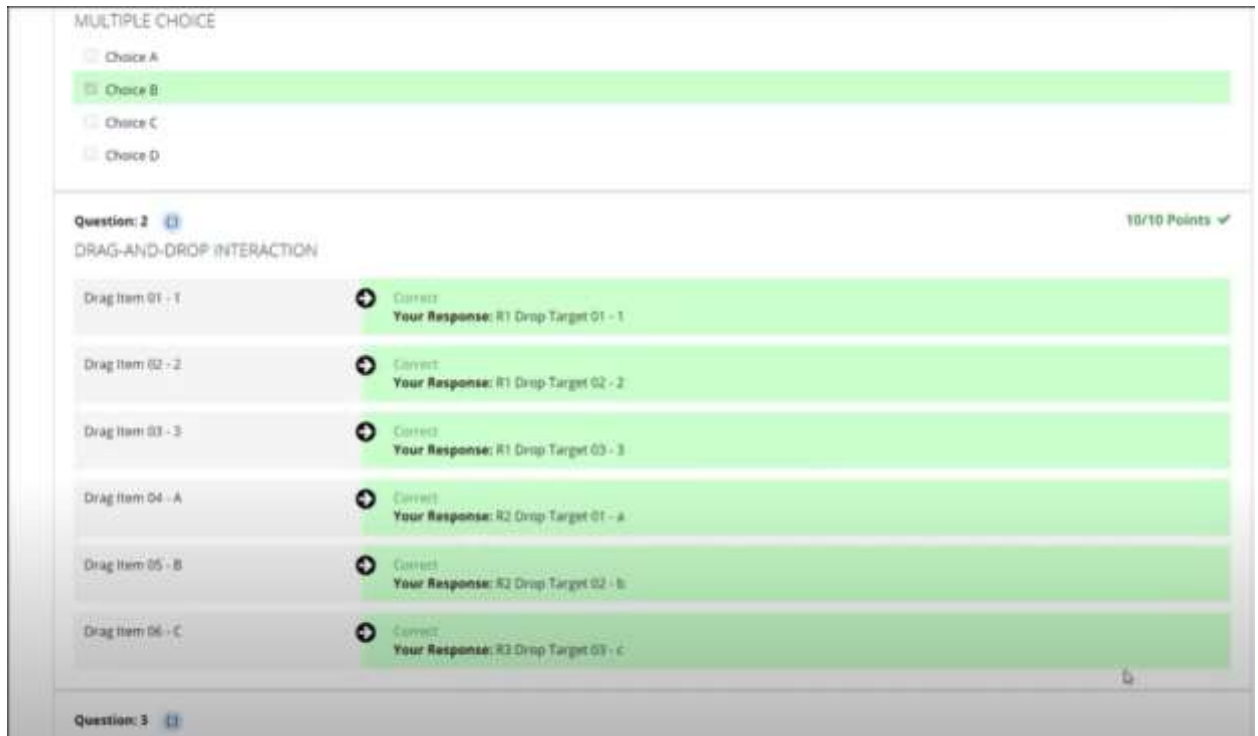 MULTIPLE CHOICE
Choice A
Choice B
Choice C
Choice D
Question: 2
10/10 Points
DRAG-AND-DROP INTERACTION
Drag Item 01 - 1
Correct
Your Response: R1 Drop Target 01 - 1
Drag Item 02 - 2
Correct
Your Response: R1 Drop Target 02 - 2
Drag Item 03 - 3
Correct
Your Response: R1 Drop Target 03 - 3
Drag Item 04 - A
Correct
Your Response: R2 Drop Target 01 - a
Drag Item 05 - B
Correct
Your Response: R2 Drop Target 02 - b
Drag Item 06 - C
Correct
Your Response: R3 Drop Target 03 - c
Question: 3